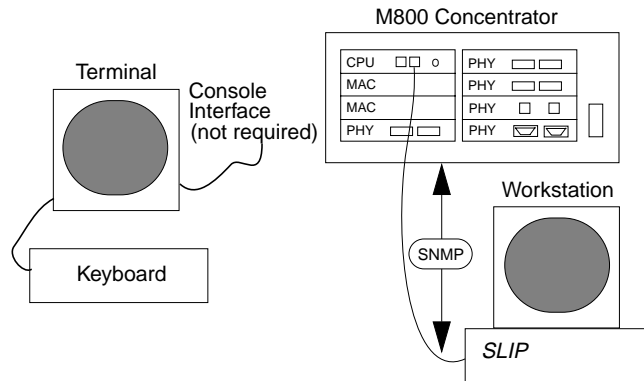 M800 Concentrator
Terminal
Console
Interface
(not required)
CPU
MAC
MAC
PHY
PHY
PHY
PHY
PHY
Keyboard
SNMP
Workstation
SLIP